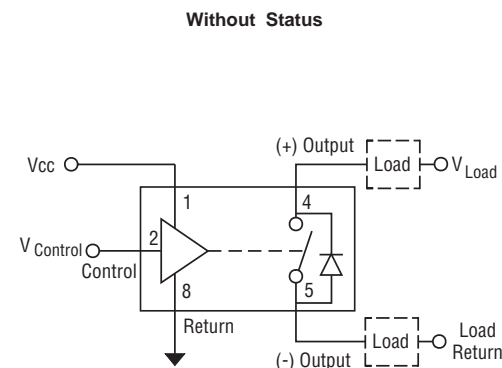 Without Status
(+) Output
Vcc
Load
V Load
1
4
V Control
2
Control
8
5
Return
Load
Load
Return
(-) Output